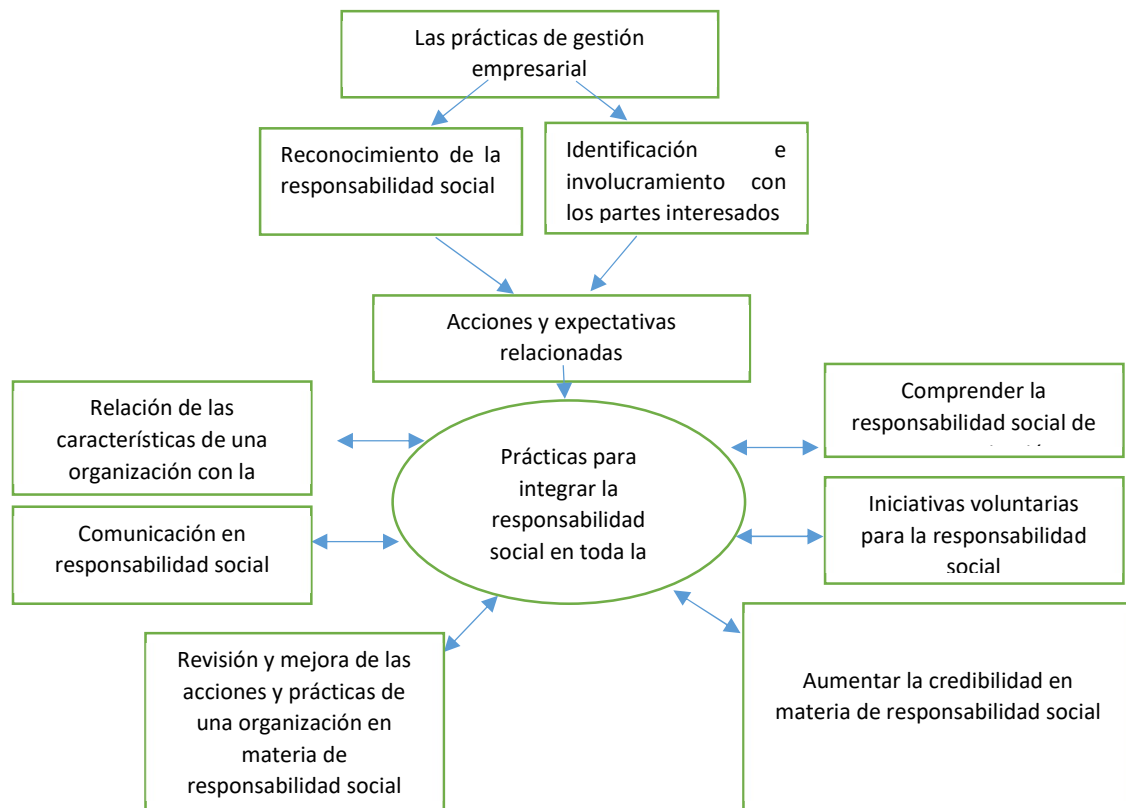 Las prácticas de gestión
empresarial
Reconocimiento de la
responsabilidad social
Identificación e
involucramiento con
los partes interesados
Acciones y expectativas
relacionadas
Relación de las
características de una
organización con la
Comprender la
responsabilidad social de
Prácticas para
integrar la
responsabilidad
social en toda la
Comunicación en
responsabilidad social
Iniciativas voluntarias
para la responsabilidad
social
Revisión y mejora de las
acciones y prácticas de
una organización en
materia de
responsabilidad social
Aumentar la credibilidad en
materia de responsabilidad social